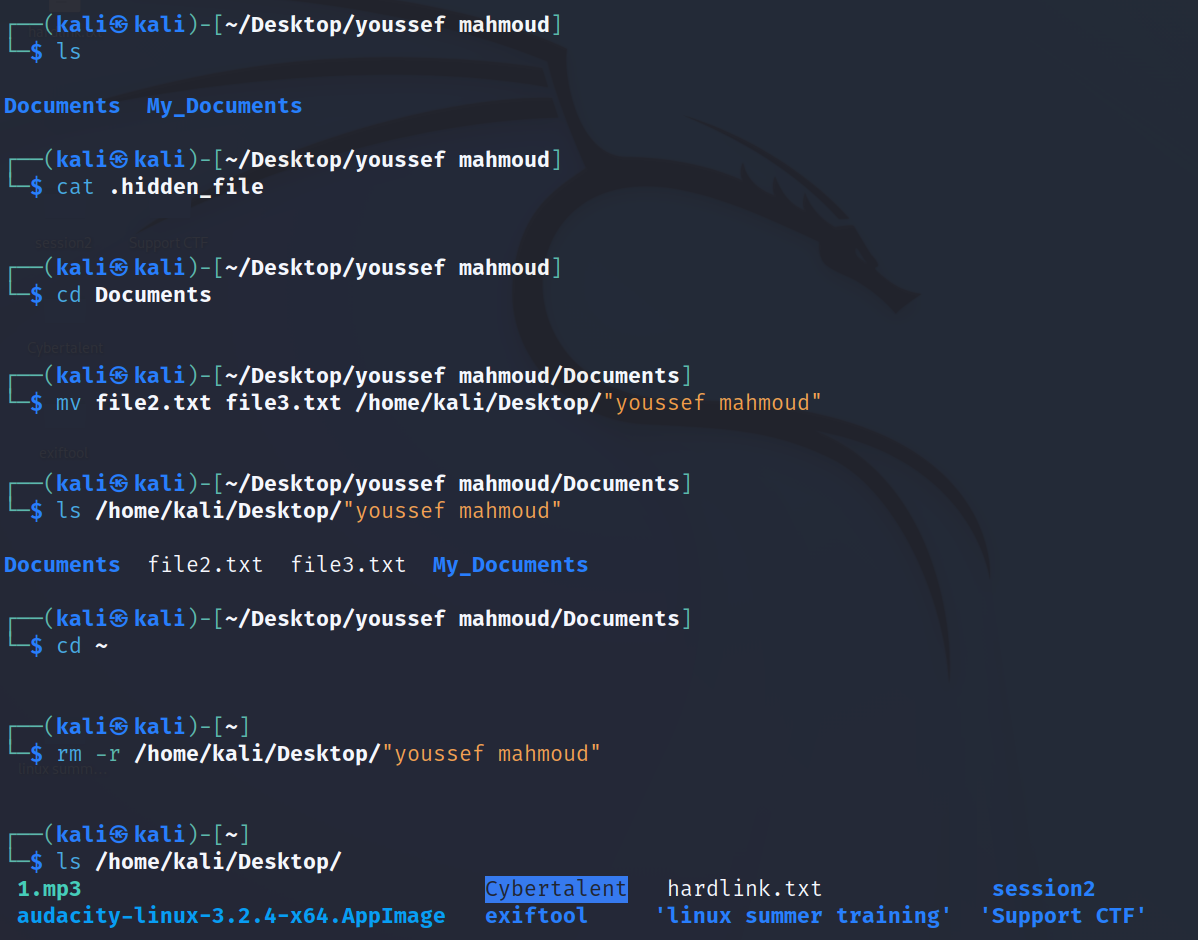 ┌──(kali㉿kali)-[~/Desktop/youssef mahmoud]
└─$ ls
Documents  My_Documents
┌──(kali㉿kali)-[~/Desktop/youssef mahmoud]
└─$ cat .hidden_file
session2 Support CTF
┌──(kali㉿kali)-[~/Desktop/youssef mahmoud]
└─$ cd Documents
Cybertalent
┌──(kali㉿kali)-[~/Desktop/youssef mahmoud/Documents]
└─$ mv file2.txt file3.txt /home/kali/Desktop/"youssef mahmoud"
exiftool
┌──(kali㉿kali)-[~/Desktop/youssef mahmoud/Documents]
└─$ ls /home/kali/Desktop/"youssef mahmoud"
Documents  file2.txt  file3.txt  My_Documents
┌──(kali㉿kali)-[~/Desktop/youssef mahmoud/Documents]
└─$ cd ~
┌──(kali㉿kali)-[~]
└─$ rm -r /home/kali/Desktop/"youssef mahmoud"
linux summ...
┌──(kali㉿kali)-[~]
└─$ ls /home/kali/Desktop/
1.mp3  Cybertalent  hardlink.txt  session2
audacity-linux-3.2.4-x64.AppImage  exiftool  'linux summer training'  'Support CTF'